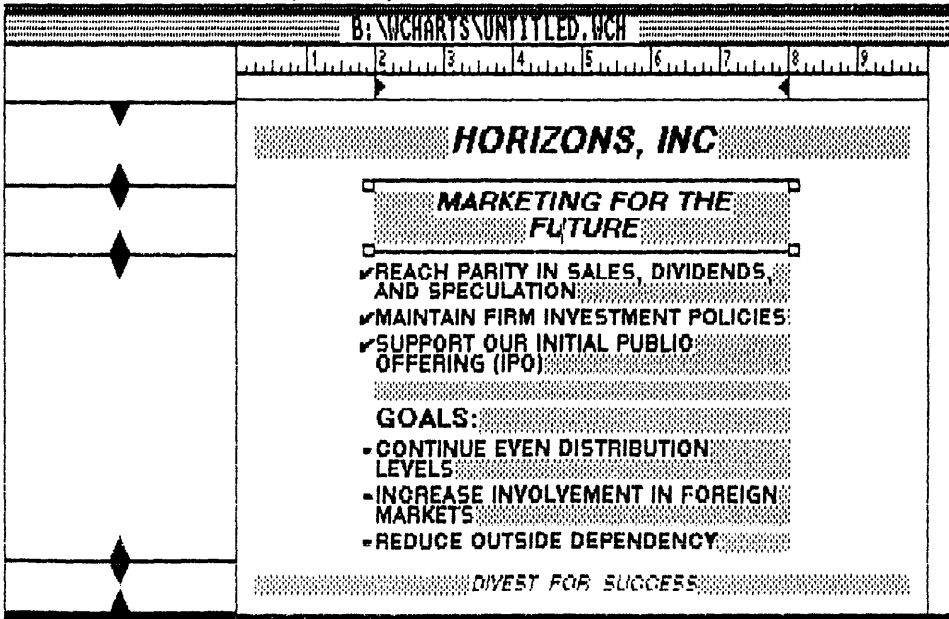 B:\WCHARTS\UNTITLED.WCH
1 2 3 4 5 6 7 8 9
HORIZONS, INC
MARKETING FOR THE
FUTURE
✔REACH PARITY IN SALES, DIVIDENDS,
AND SPECULATION
✔MAINTAIN FIRM INVESTMENT POLICIES
✔SUPPORT OUR INITIAL PUBLIC
OFFERING (IPO)
GOALS:
-CONTINUE EVEN DISTRIBUTION
LEVELS
-INCREASE INVOLVEMENT IN FOREIGN
MARKETS
-REDUCE OUTSIDE DEPENDENCY
DIVEST FOR SUCCESS